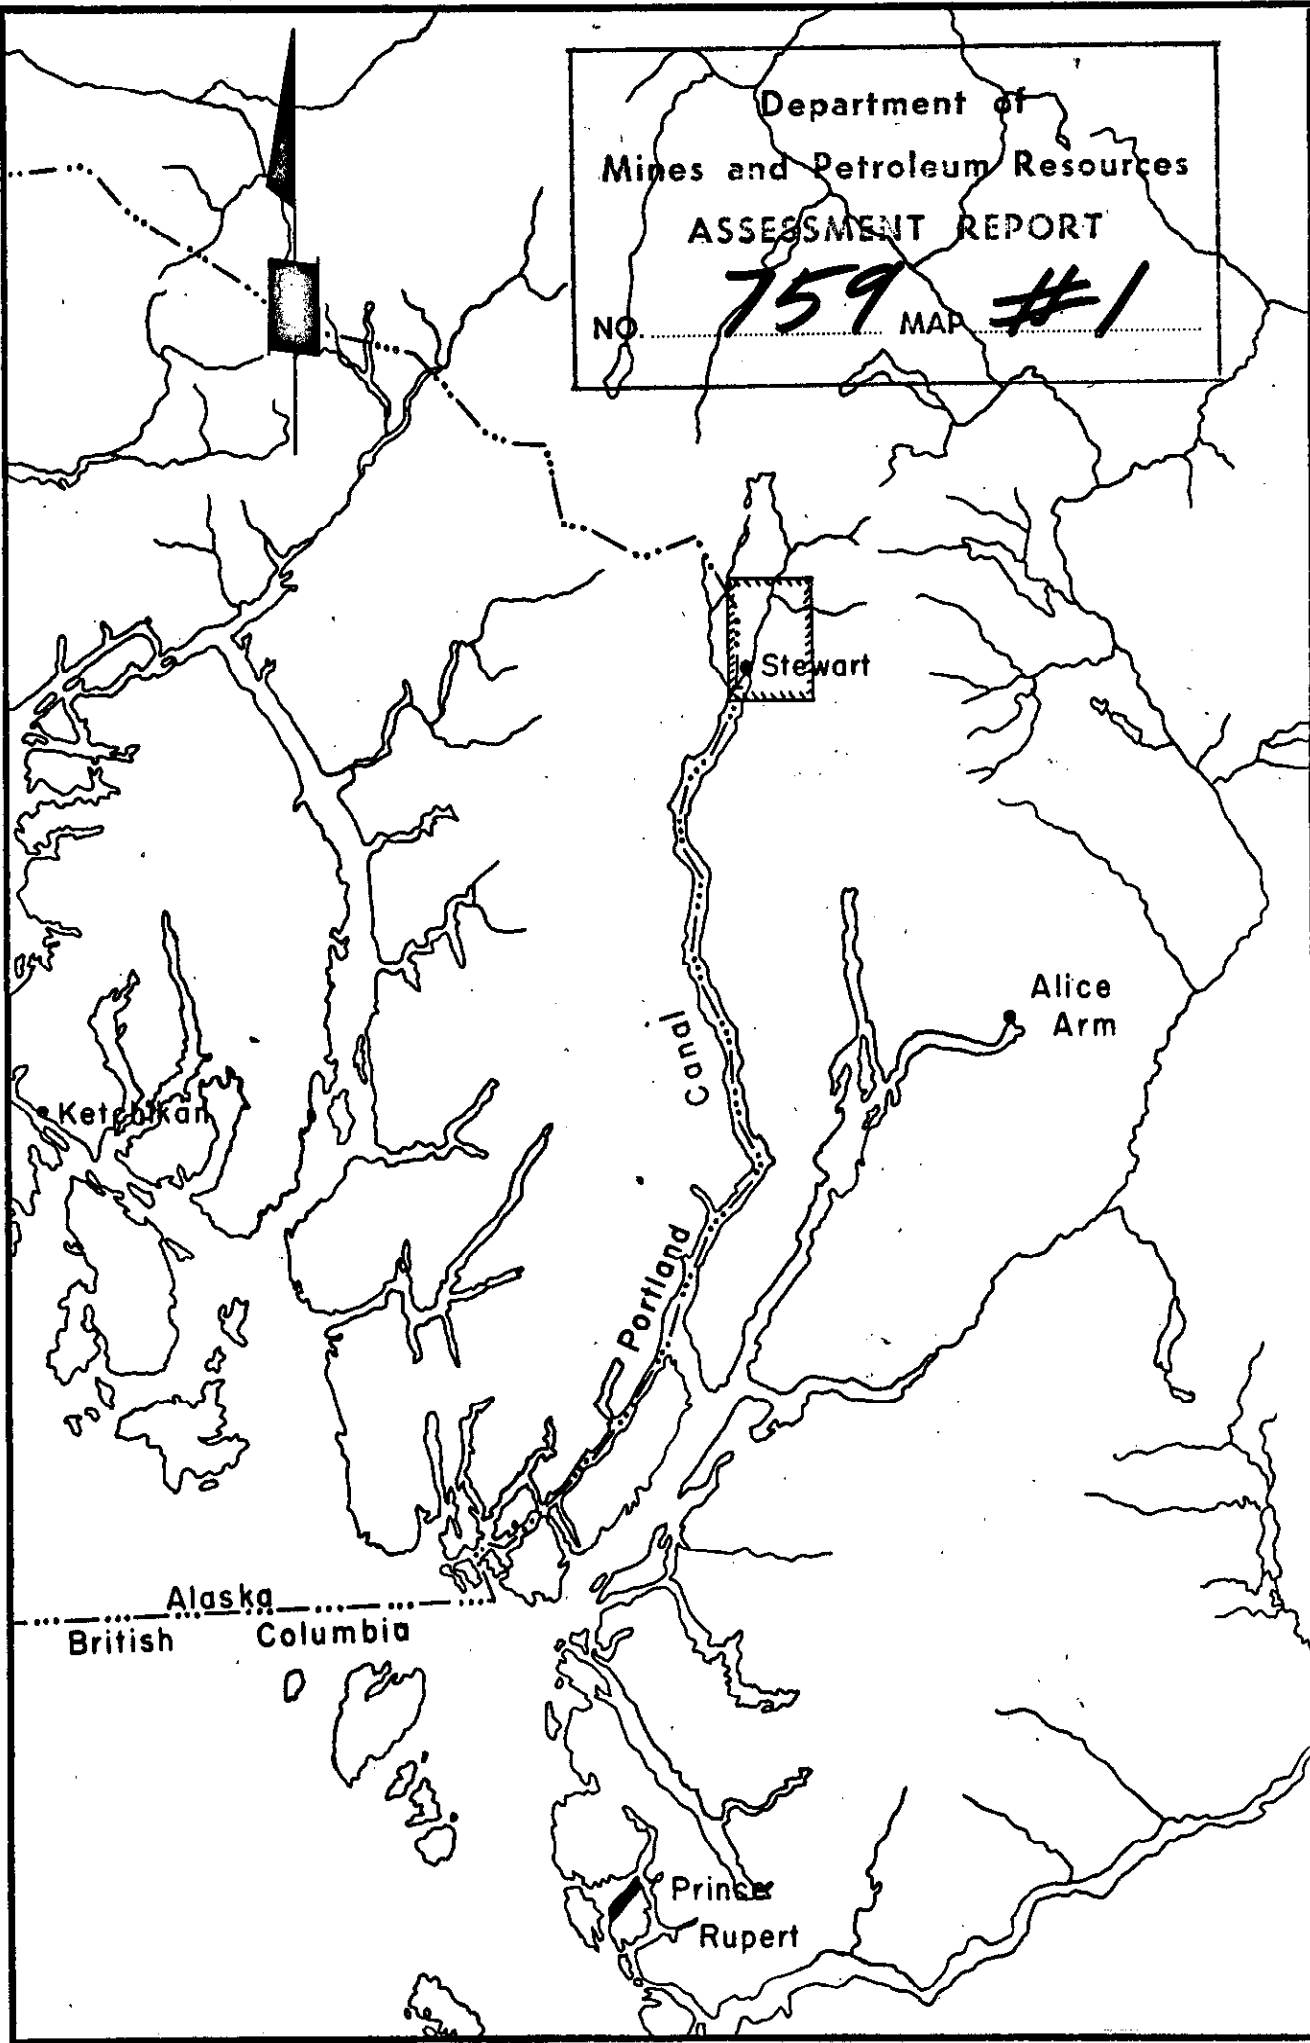 Department of
Mines and Petroleum Resources
ASSESSMENT REPORT
NO. 759 MAP #1
Stewart
Alice
Arm
Canal
Ketchikan
Portland
Alaska
British Columbia
Prince
Rupert